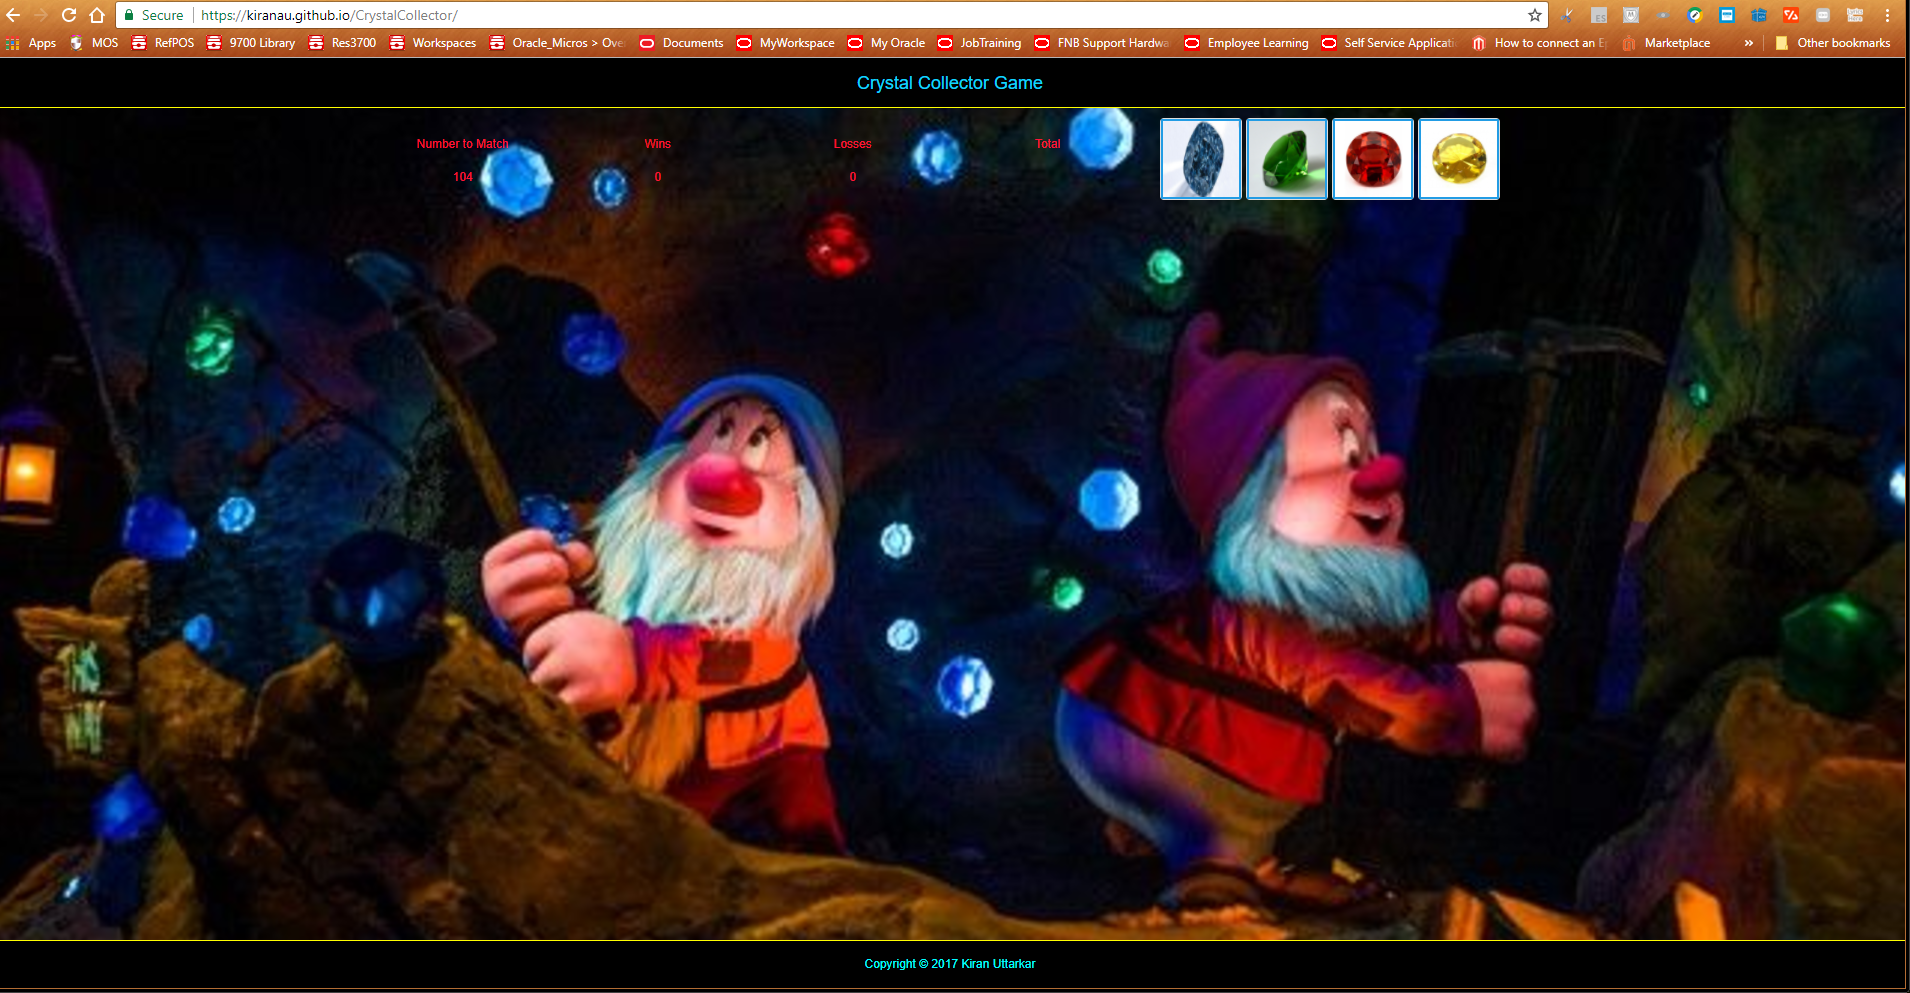 Secure https://kiranau.github.io/CrystalCollector/
Apps MOS RefPOS 9700 Library Res3700 Workspaces Oracle_Micros > Ove Documents MyWorkspace My Oracle JobTraining FNB Support Hardwa Employee Learning Self Service Applicati How to connect an E Marketplace » Other bookmarks
Crystal Collector Game
Number to Match Wins Losses Total
104 0 0
Copyright © 2017 Kiran Uttarkar